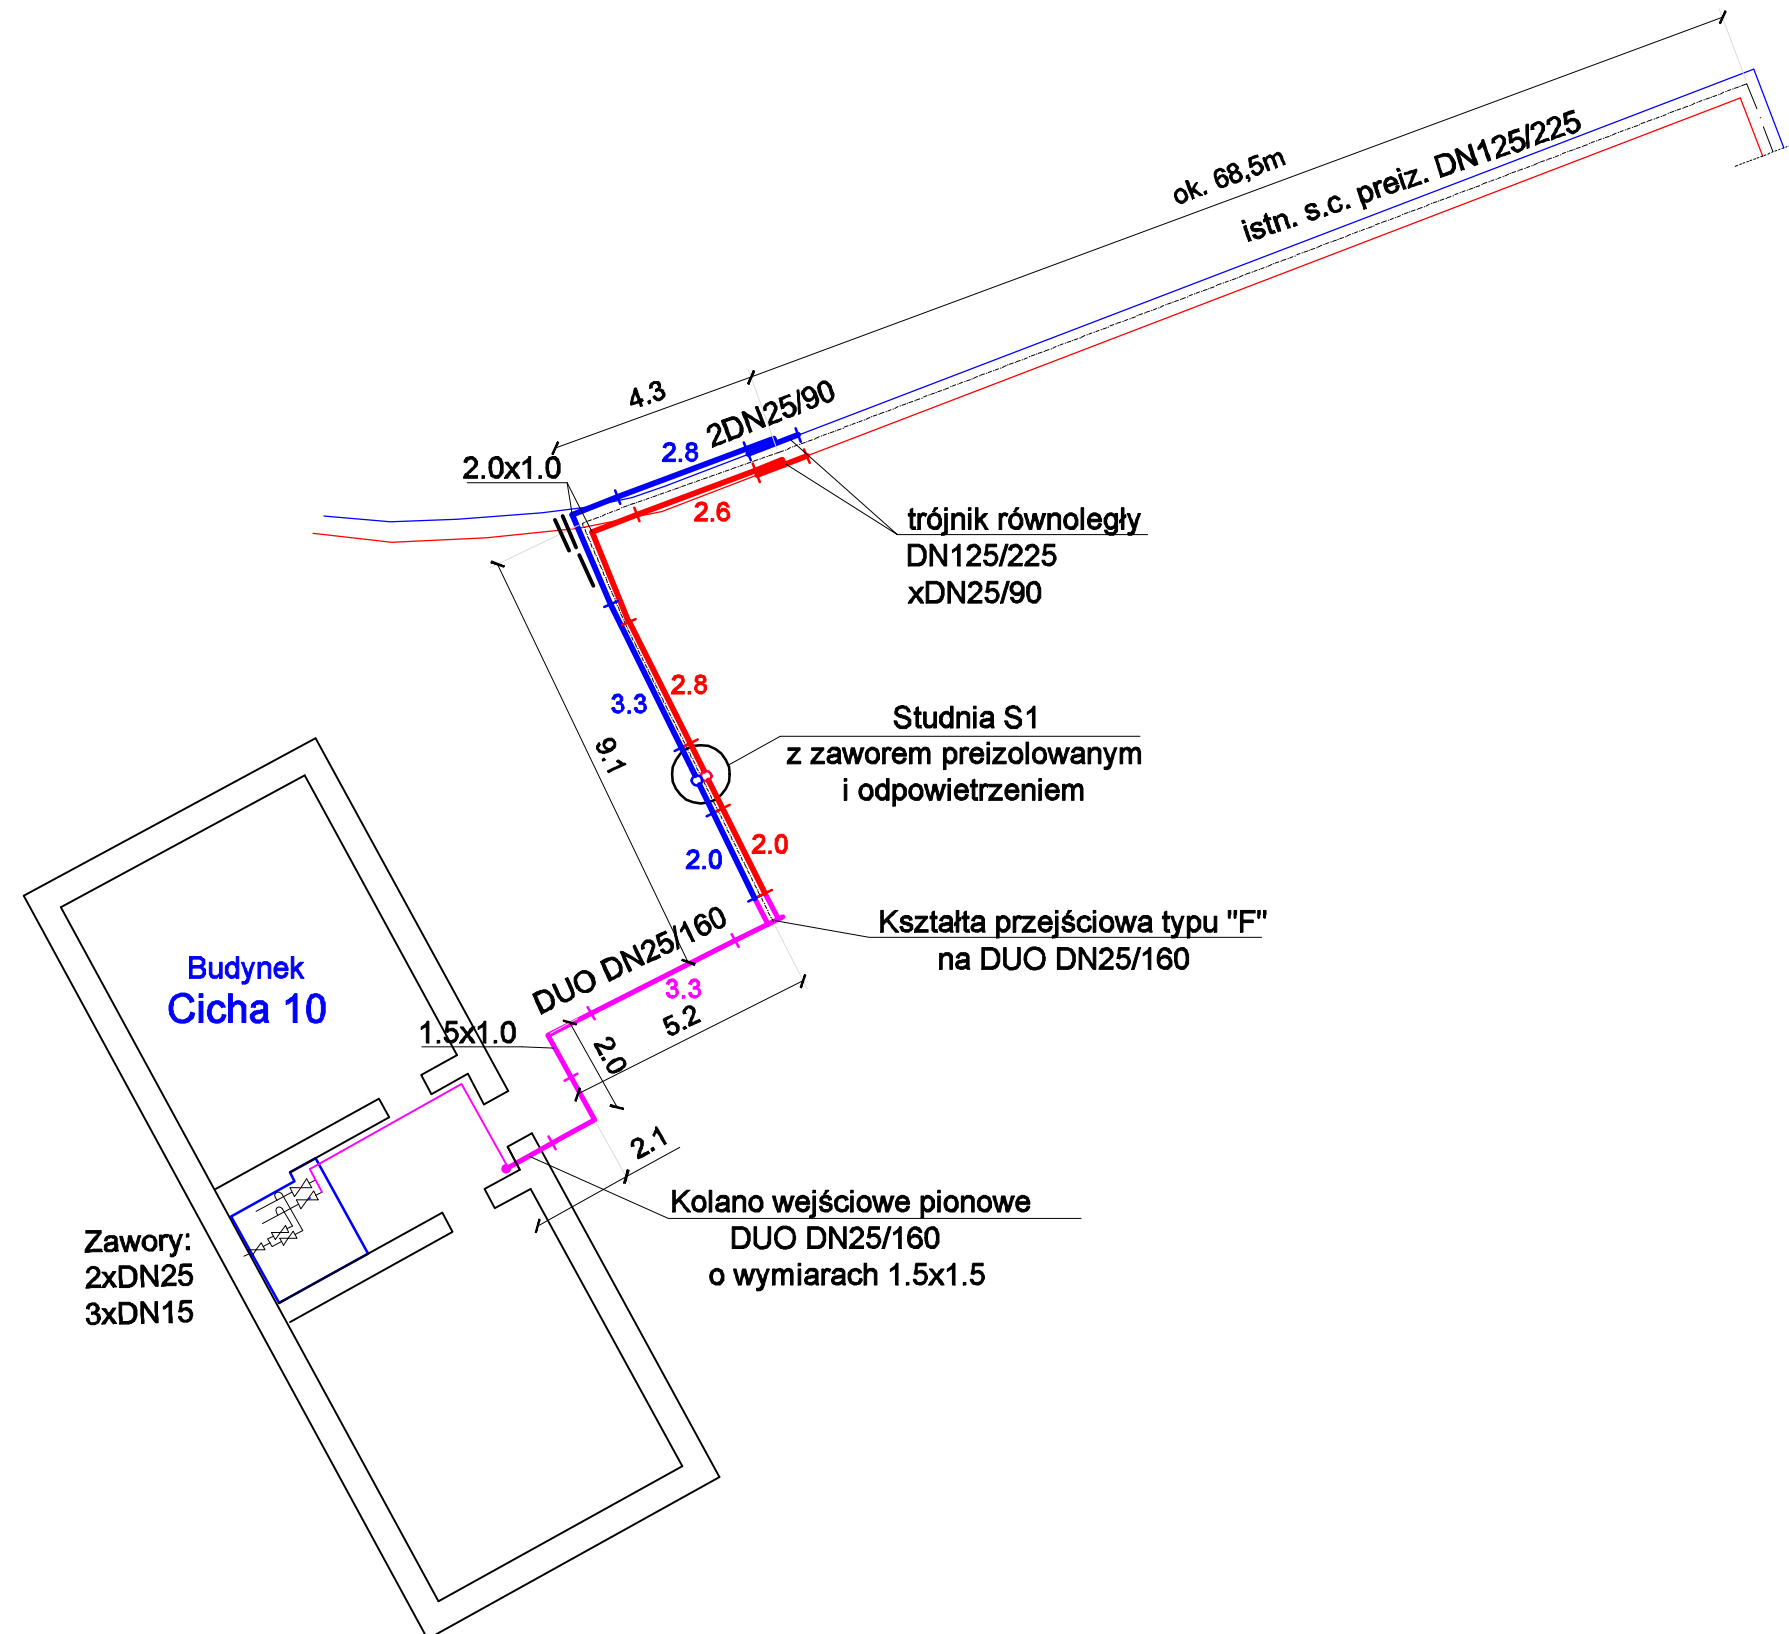 ok. 68,5m
istn. s.c. preiz. DN125/225
4.3
2DN25/90
2.8
2.0x1.0
2.6
trójnik równoległy
DN125/225
xDN25/90
2.8
3.3
9.1
Studnia S1
z zaworem preizolowanym
i odpowietrzeniem
2.0
2.0
Kształta przejściowa typu "F"
na DUO DN25/160
DUO DN25/160
3.3
5.2
Budynek
Cicha 10
1.5x1.0
2.0
2.1
Kolano wejściowe pionowe
DUO DN25/160
o wymiarach 1.5x1.5
Zawory:
2xDN25
3xDN15